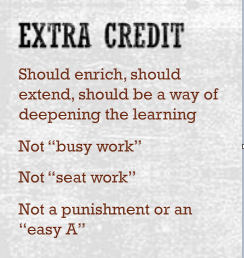 EXTRA CREDIT
Should enrich, should
extend, should be a way of
deepening the learning
Not “busy work”
Not “seat work”
Not a punishment or an
“easy A”